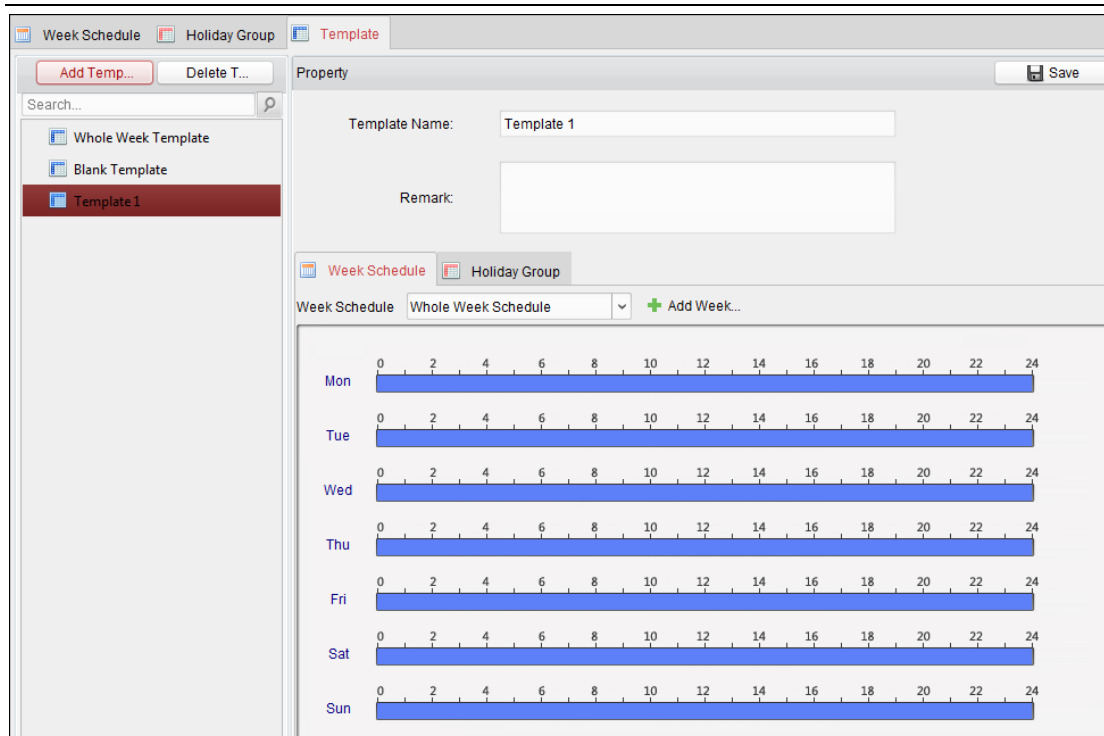 Week Schedule Holiday Group Template
Add Temp... Delete T...
Search...
Whole Week Template
Blank Template
Template 1
Property Save
Template Name: Template 1
Remark:
Week Schedule Holiday Group
Week Schedule Whole Week Schedule Add Week...
0 2 4 6 8 10 12 14 16 18 20 22 24
Mon
0 2 4 6 8 10 12 14 16 18 20 22 24
Tue
0 2 4 6 8 10 12 14 16 18 20 22 24
Wed
0 2 4 6 8 10 12 14 16 18 20 22 24
Thu
0 2 4 6 8 10 12 14 16 18 20 22 24
Fri
0 2 4 6 8 10 12 14 16 18 20 22 24
Sat
0 2 4 6 8 10 12 14 16 18 20 22 24
Sun